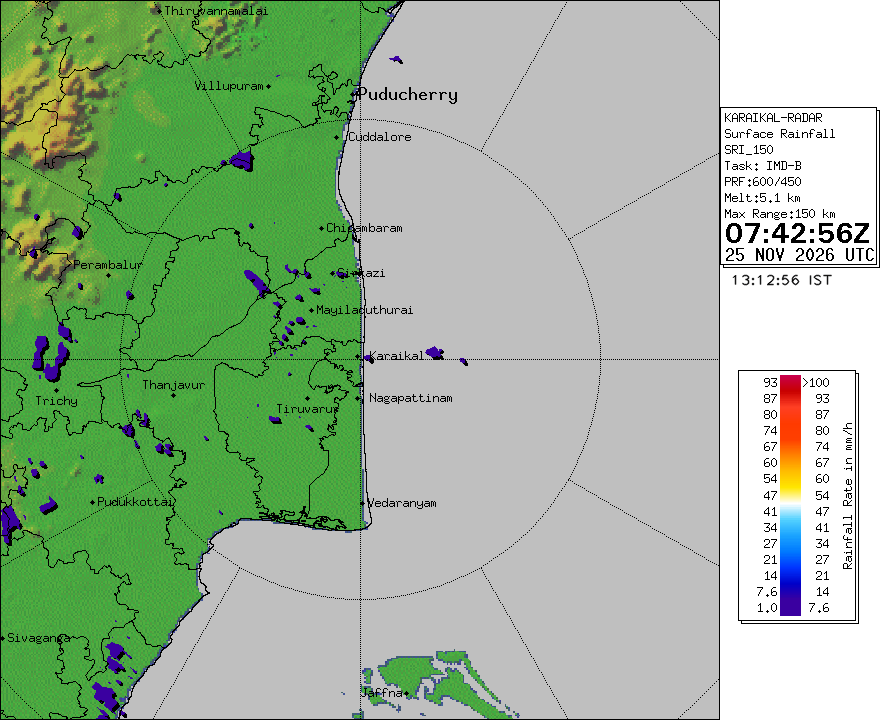 Thiruvannamalai
Villupuram
Puducherry
Cuddalore
Chidambaram
Perambalur
Sirkazi
Mayiladuthurai
Karaikal
Thanjavur
Trichy
Nagapattinam
Tiruvarur
Pudukkottai
Vedaranyam
Sivaganga
Jaffna
KARAIKAL-RADAR
Surface Rainfall
SRI_150
Task: IMD-B
PRF:600/450
Melt:5.1 km
Max Range:150 km
07:42:56Z
25 NOV 2026 UTC
13:12:56 IST
93 >100
87 93
80 87
74 80
67 74
60 67
54 60
47 54
41 47
34 41
27 34
21 27
14 21
7.6 14
1.0 7.6
Rainfall Rate in mm/h